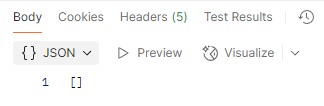 Body Cookies Headers (5) Test Results
{} JSON Preview Visualize
1 []